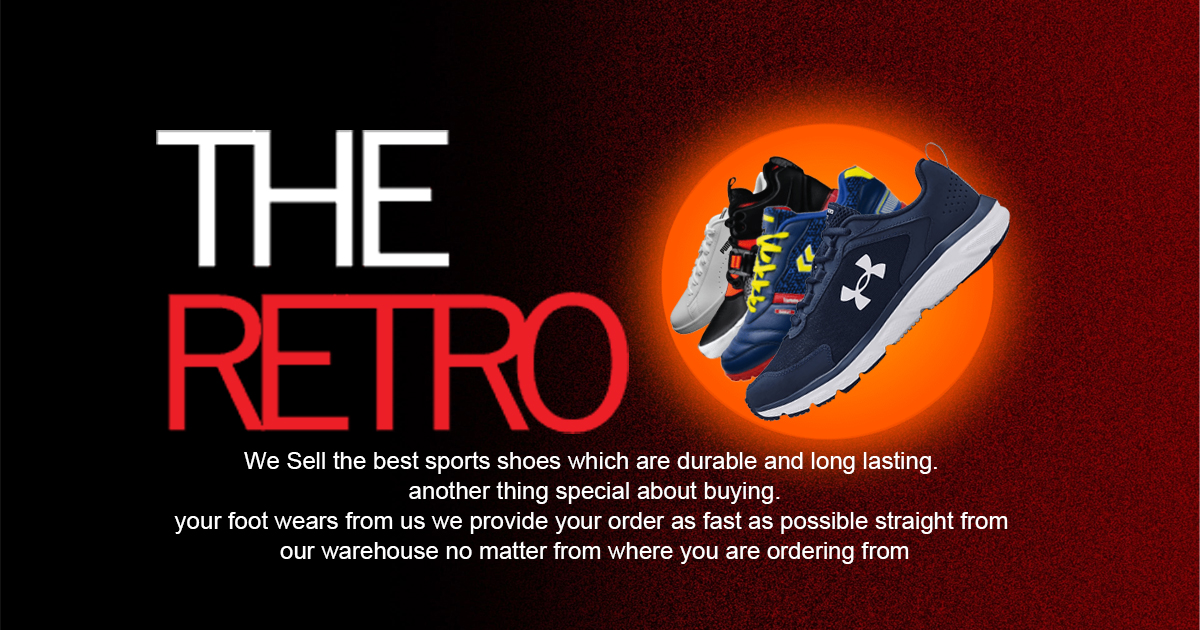 THE
RETRO
We Sell the best sports shoes which are durable and long lasting.
another thing special about buying.
your foot wears from us we provide your order as fast as possible straight from
our warehouse no matter from where you are ordering from